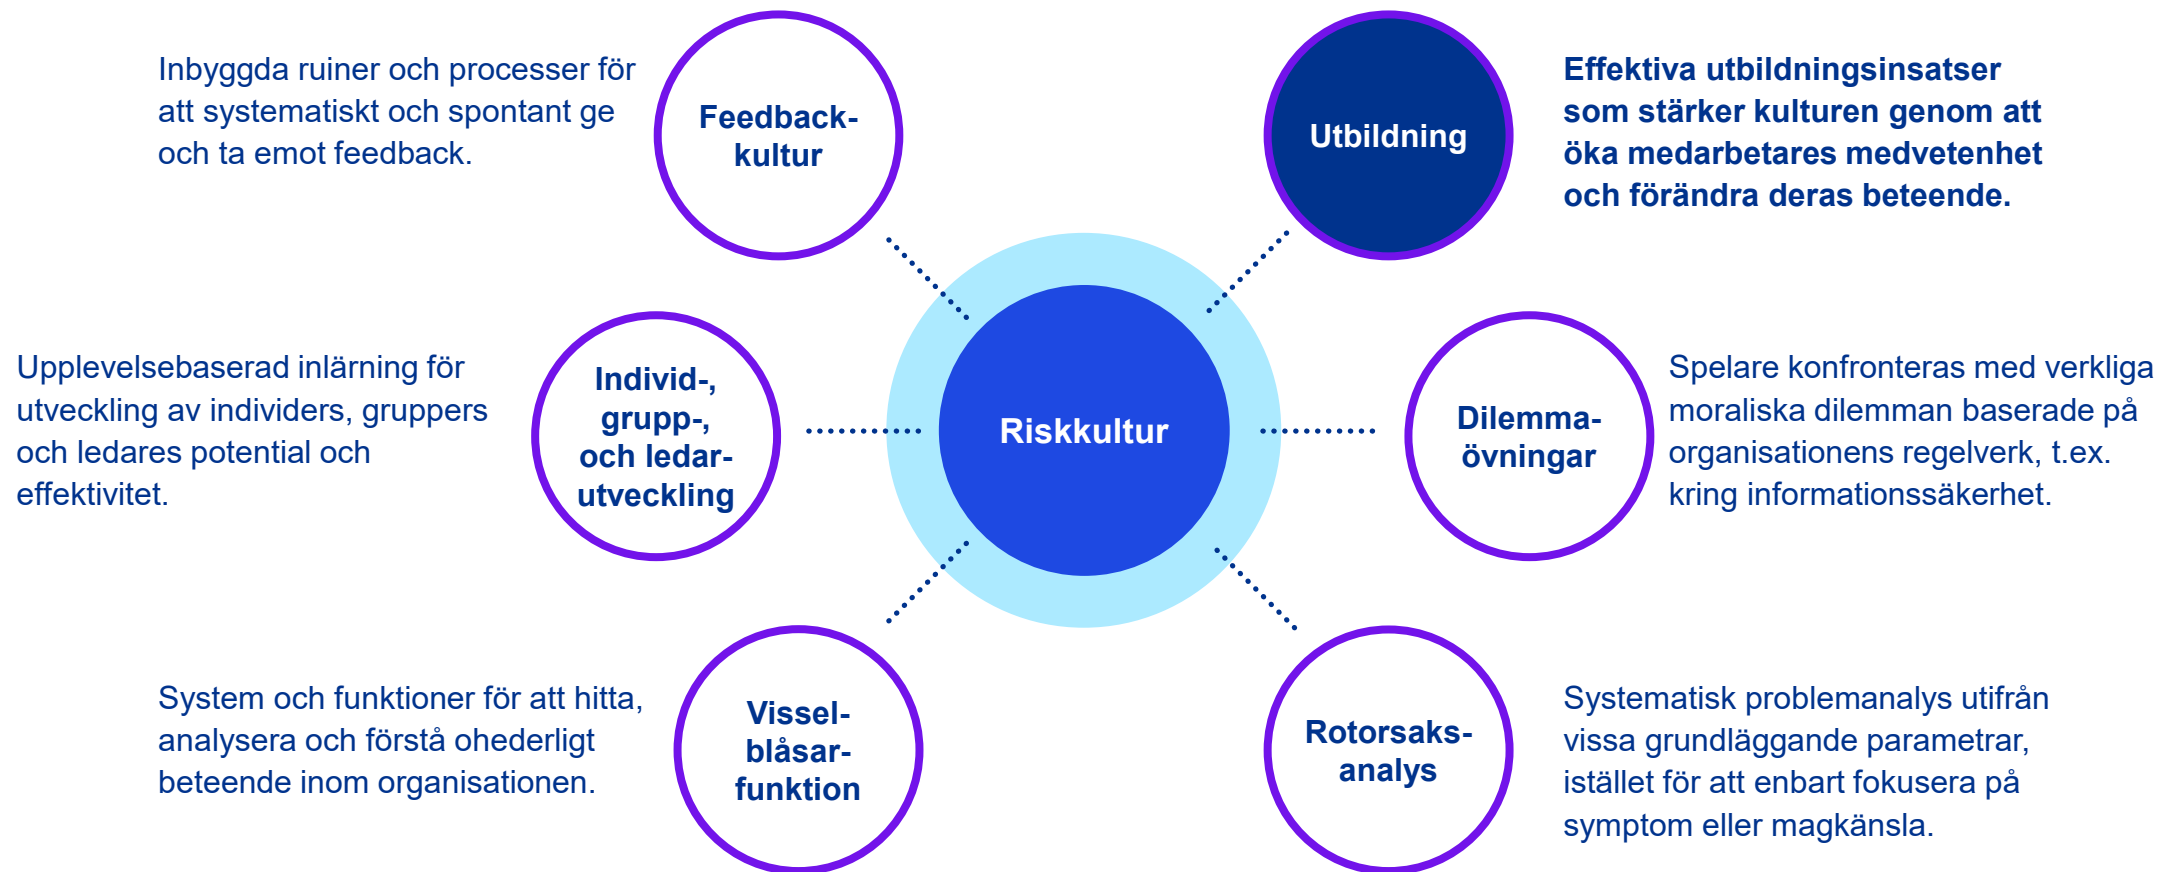 Inbyggda ruiner och processer för
att systematiskt och spontant ge
och ta emot feedback.
Feedback-
kultur
Utbildning
Effektiva utbildningsinsatser
som stärker kulturen genom att
öka medarbetares medvetenhet
och förändra deras beteende.
Upplevelsebaserad inlärning för
utveckling av individers, gruppers
och ledares potential och
effektivitet.
Individ-,
grupp-,
och ledar-
utveckling
Riskkultur
Dilemma-
övningar
Spelare konfronteras med verkliga
moraliska dilemman baserade på
organisationens regelverk, t.ex.
kring informationssäkerhet.
System och funktioner för att hitta,
analysera och förstå ohederligt
beteende inom organisationen.
Vissel-
blåsar-
funktion
Rotorsaks-
analys
Systematisk problemanalys utifrån
vissa grundläggande parametrar,
istället för att enbart fokusera på
symptom eller magkänsla.